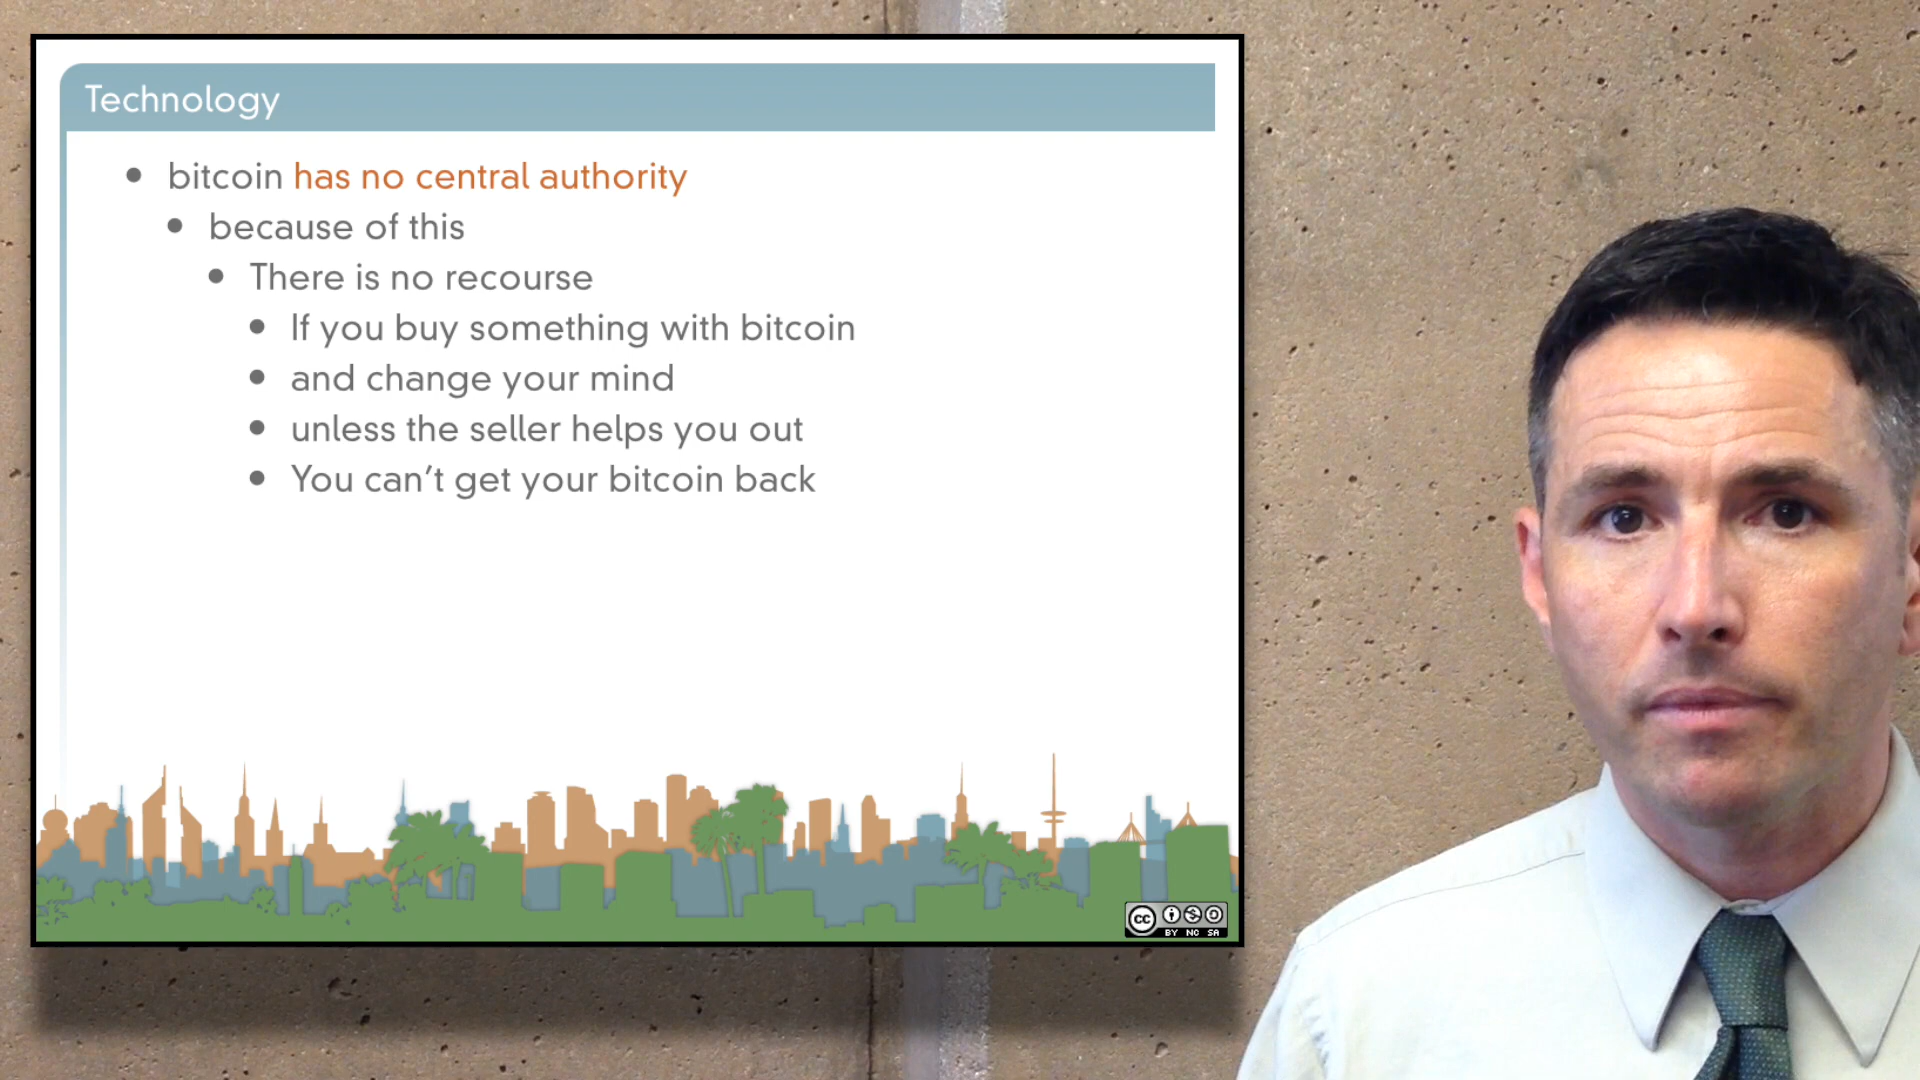 Technology
bitcoin has no central authority
because of this
There is no recourse
If you buy something with bitcoin
and change your mind
unless the seller helps you out
You can’t get your bitcoin back
cc
BY NC SA